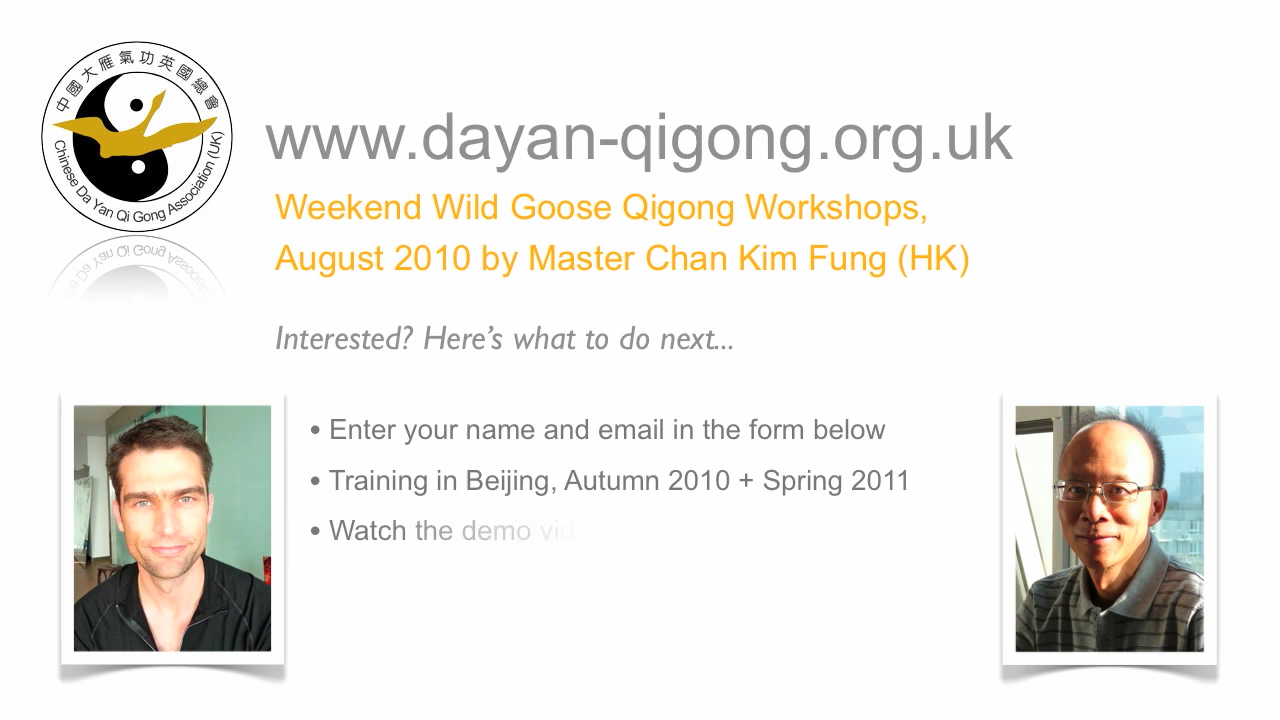 中國大雁氣功英國總會
Chinese Da Yan Qi Gong Association (UK)
www.dayan-qigong.org.uk
Weekend Wild Goose Qigong Workshops,
August 2010 by Master Chan Kim Fung (HK)
Interested? Here’s what to do next...
• Enter your name and email in the form below
• Training in Beijing, Autumn 2010 + Spring 2011
• Watch the demo vid